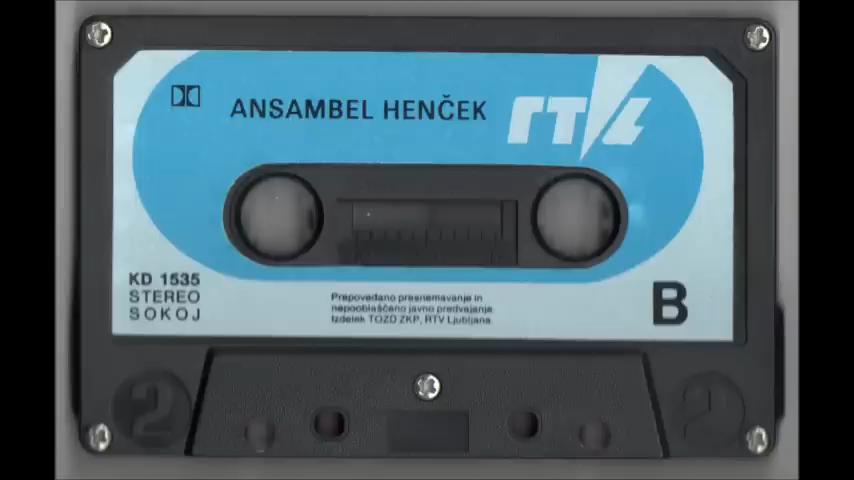 ANSAMBEL HENČEK
RTVL
KD 1535
STEREO
SOKOJ
Prepovedano presnemavanje in
nepooblaščeno javno predvajanje
Izdelek TOZD ZKP, RTV Ljubljana
B
2
2